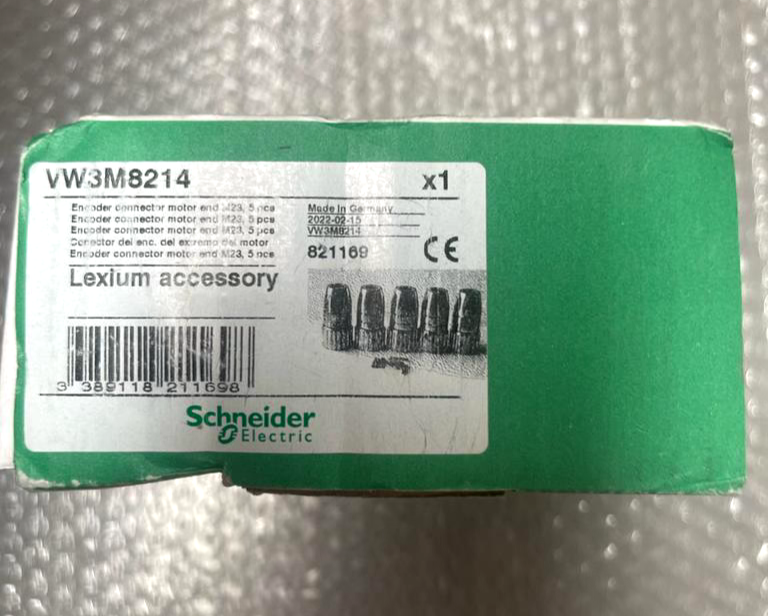 VW3M8214 x1
Encoder connector motor end M23, 5 pcs
Encoder connector motor end M23, 5 pcs
Encoder connector motor end M23, 5 pcs
Conector del enc. del extremo del motor
Encoder connector motor end M23, 5 pcs
Made in Germany
2022-02-15
VW3M8214
821169
CE
Lexium accessory
3 389118 211698
Schneider
Electric